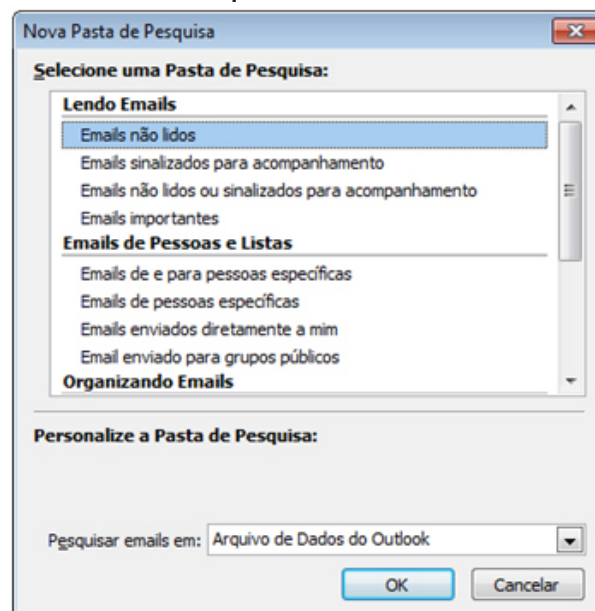 Nova Pasta de Pesquisa
Selecione uma Pasta de Pesquisa:
Lendo Emails
Emails não lidos
Emails sinalizados para acompanhamento
Emails não lidos ou sinalizados para acompanhamento
Emails importantes
Emails de Pessoas e Listas
Emails de e para pessoas específicas
Emails de pessoas específicas
Emails enviados diretamente a mim
Email enviado para grupos públicos
Organizando Emails
Personalize a Pasta de Pesquisa:
Pesquisar emails em: Arquivo de Dados do Outlook
OK Cancelar